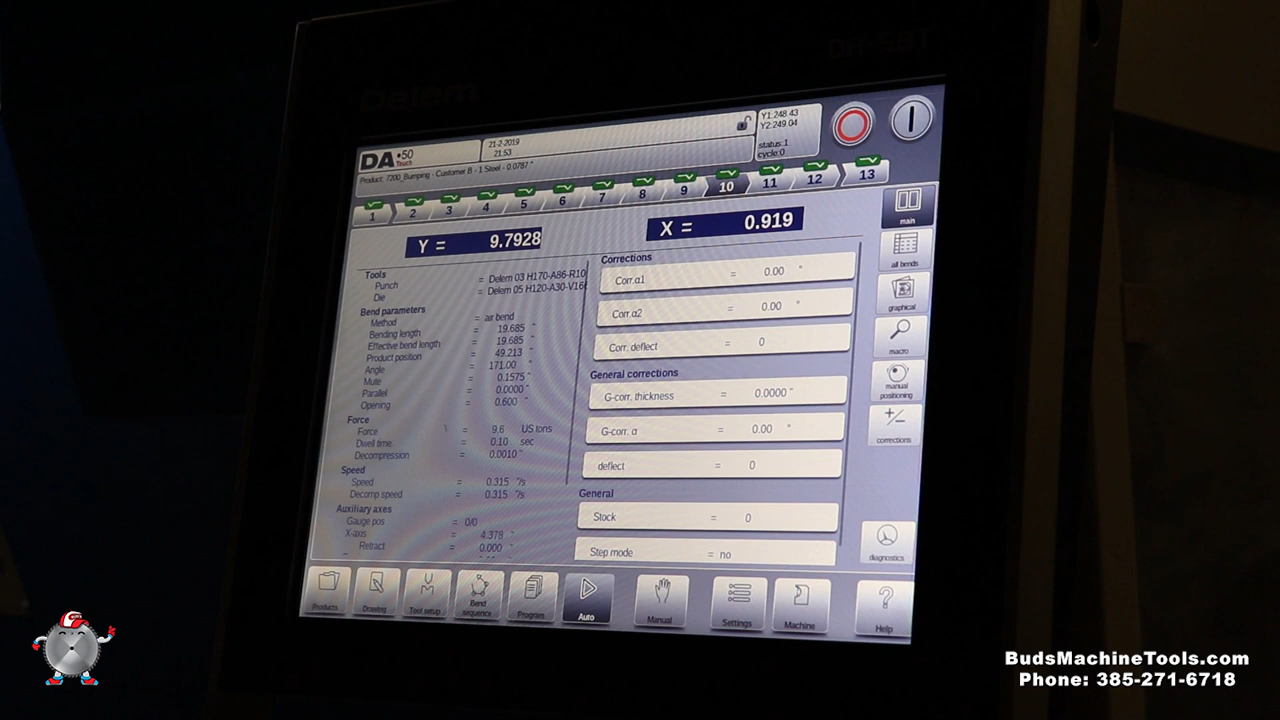 Delem
DA-58T
DA•50
Touch
21-2-2019
21:53
Y1:248.43
Y2:249.04
status:1
cycle:0
Product: 7200_Bumping - Customer B - 1 Steel - 0.0787 "
1 2 3 4 5 6 7 8 9 10 11 12 13
Y = 9.7928
X = 0.919
Tools
Punch = Delem 03 H170-A86-R10
Die = Delem 05 H120-A30-V16
Bend parameters
Method = air bend
Bending length = 19.685 "
Effective bend length = 19.685 "
Product position = 49.213 "
Angle = 171.00 °
Mute = 0.1575 "
Parallel = 0.0000 "
Opening = 0.600 "
Force
Force = 9.6 US tons
Dwell time = 0.10 sec
Decompression = 0.0010 "
Speed
Speed = 0.315 "/s
Decomp speed = 0.315 "/s
Auxiliary axes
Gauge pos = 0/0
X-axis = 4.378 "
Retract = 0.000 "
Corrections
Corr.α1 = 0.00 °
Corr.α2 = 0.00 °
Corr. deflect = 0
General corrections
G-corr. thickness = 0.0000 "
G-corr. α = 0.00 °
deflect = 0
General
Stock = 0
Step mode = no
main
all bends
graphical
macro
manual
positioning
corrections
diagnostics
Products
Drawing
Tool setup
Bend
sequence
Program
Auto
Manual
Settings
Machine
Help
BudsMachineTools.com
Phone: 385-271-6718